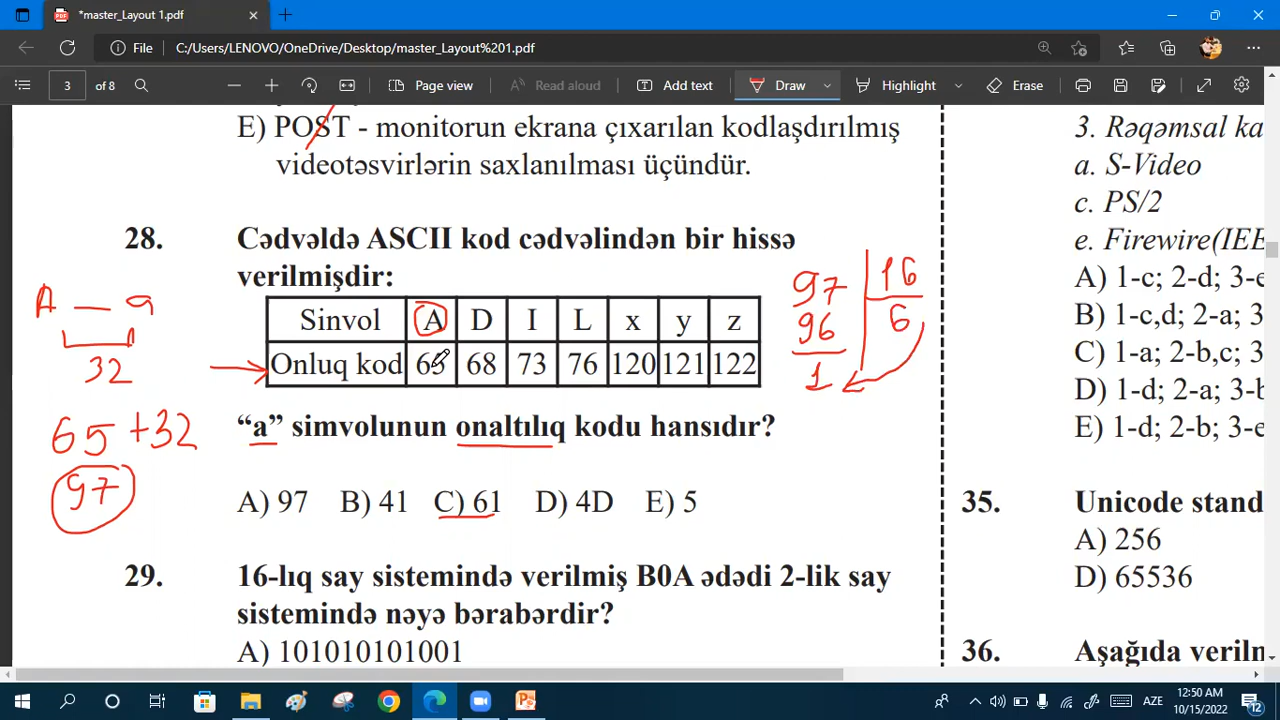 *master_Layout 1.pdf
File C:/Users/LENOVO/OneDrive/Desktop/master_Layout%201.pdf
3 of 8 Page view Read aloud Add text Draw Highlight Erase
E) POST - monitorun ekrana çıxarılan kodlaşdırılmış
videotəsvirlərin saxlanılması üçündür.
28. Cədvəldə ASCII kod cədvəlindən bir hissə
verilmişdir:
Sinvol A D I L x y z
Onluq kod 65 68 73 76 120 121 122
"a" simvolunun onaltılıq kodu hansıdır?
A) 97 B) 41 C) 61 D) 4D E) 5
A — a
32
65 +32
97
97 16
96 6
1
29. 16-lıq say sistemində verilmiş B0A ədədi 2-lik say
sistemində nəyə bərabərdir?
A) 101010101001
3. Rəqəmsal ka
a. S-Video
c. PS/2
e. Firewire(IEE
A) 1-c; 2-d; 3-e
B) 1-c,d; 2-a; 3
C) 1-a; 2-b,c; 3
D) 1-d; 2-a; 3-b
E) 1-d; 2-b; 3-e
35. Unicode stand
A) 256
D) 65536
36. Aşağıda veriln
AZE
12:50 AM
10/15/2022
12